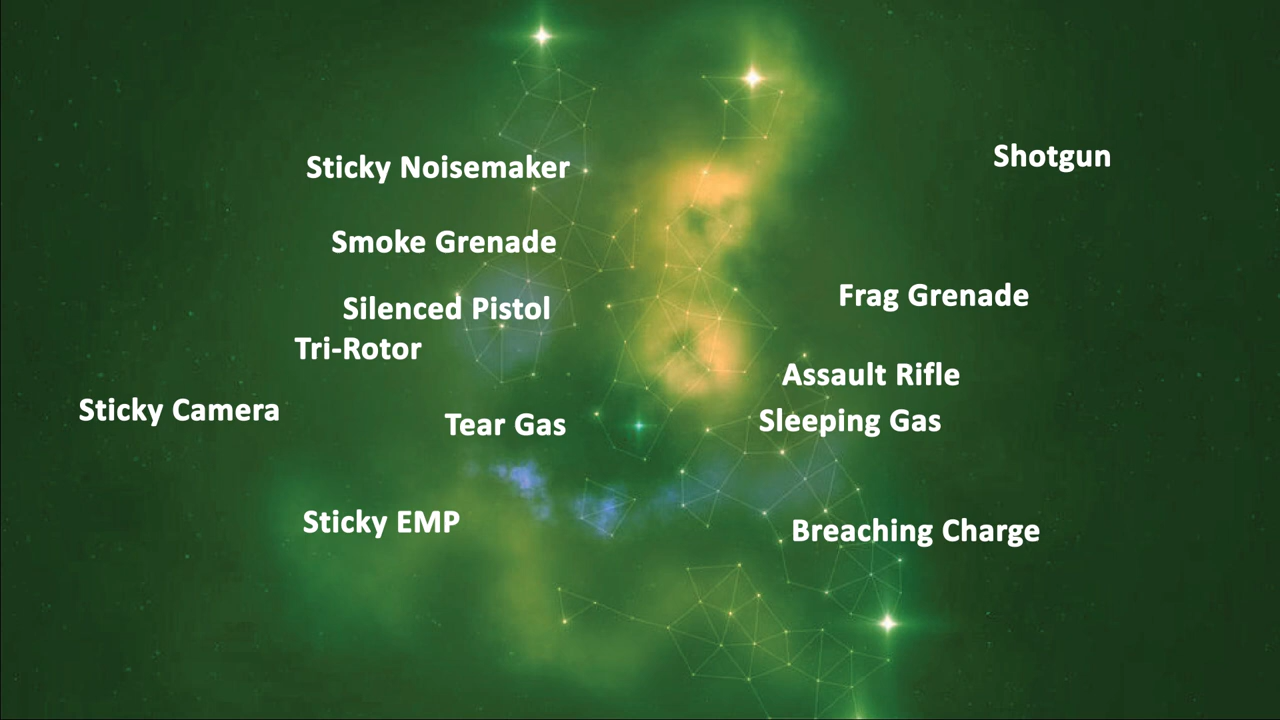 Shotgun
Sticky Noisemaker
Smoke Grenade
Frag Grenade
Silenced Pistol
Tri-Rotor
Assault Rifle
Sticky Camera
Tear Gas
Sleeping Gas
Sticky EMP
Breaching Charge